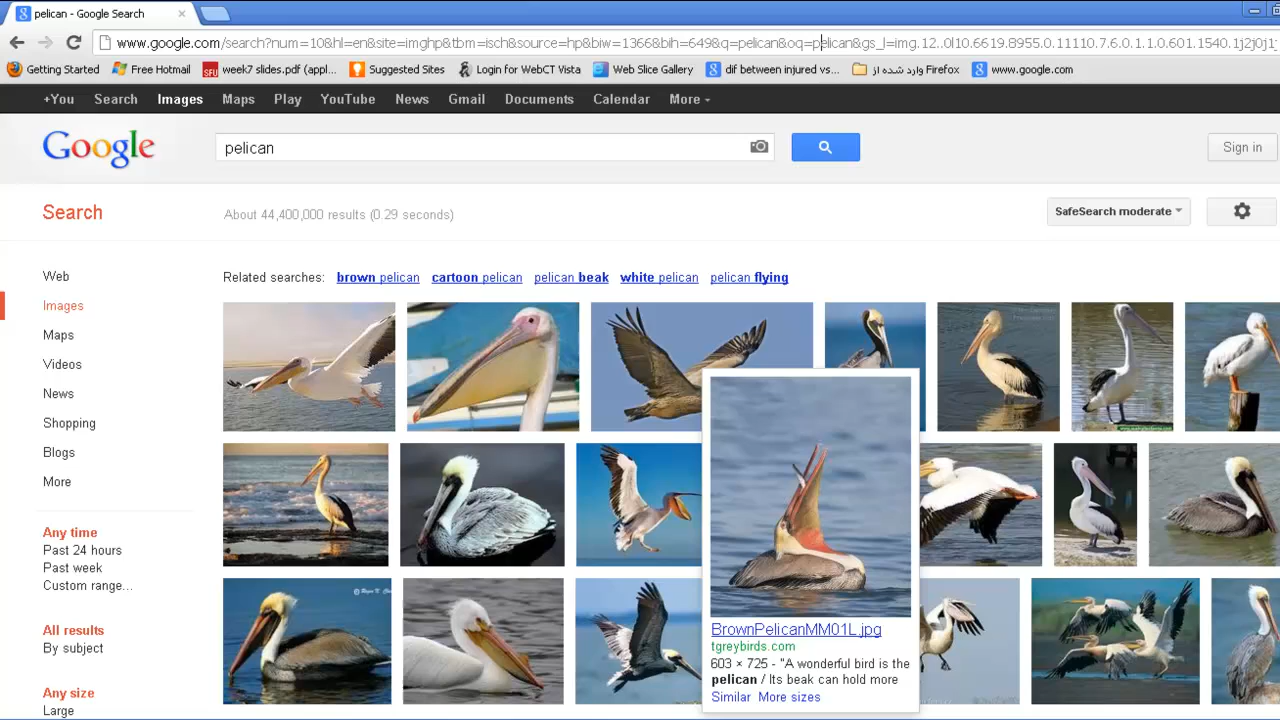 pelican - Google Search
www.google.com/search?num=10&hl=en&site=imghp&tbm=isch&source=hp&biw=1366&bih=649&q=pelican&oq=pelican&gs_l=img.12..0l10.6619.8955.0.11110.7.6.0.1.1.0.601.1540.1j2j0j1-
Getting Started Free Hotmail SFU week7 slides.pdf (appl... Suggested Sites Login for WebCT Vista Web Slice Gallery dif between injured vs... وارد شده از Firefox www.google.com
+You Search Images Maps Play YouTube News Gmail Documents Calendar More
Google pelican Sign in
Search About 44,400,000 results (0.29 seconds) SafeSearch moderate
Web
Related searches: brown pelican cartoon pelican pelican beak white pelican pelican flying
Images
Maps
Videos
News
Shopping
Blogs
More
Any time
Past 24 hours
Past week
Custom range...
All results
By subject
Any size
Large
BrownPelicanMM01L.jpg
tgreybirds.com
603 × 725 - "A wonderful bird is the
pelican / Its beak can hold more
Similar More sizes